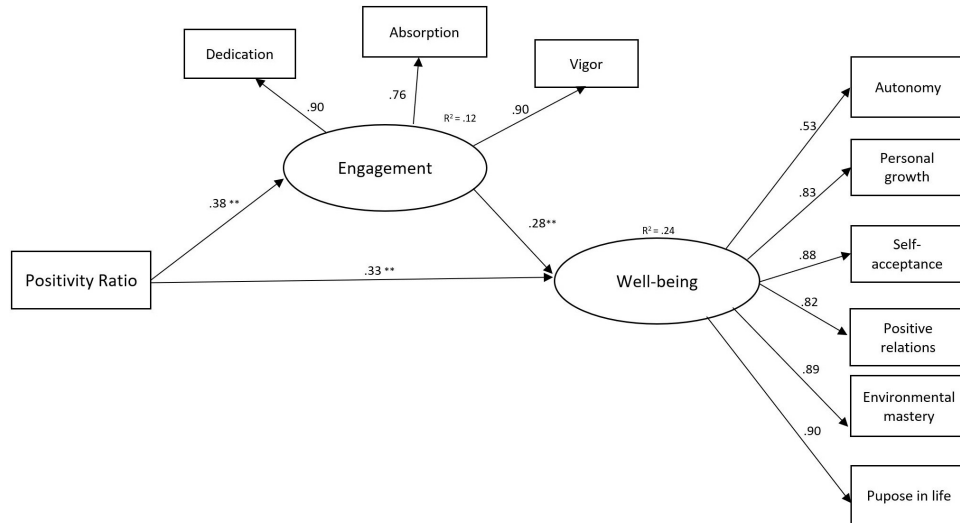 Absorption
Dedication
Vigor
.90
.76
.90
R² = .12
Engagement
.38 **
.28**
Positivity Ratio
.33 **
R² = .24
Well-being
.53
Autonomy
.83
Personal
growth
.88
Self-
acceptance
.82
Positive
relations
.89
Environmental
mastery
.90
Pupose in life